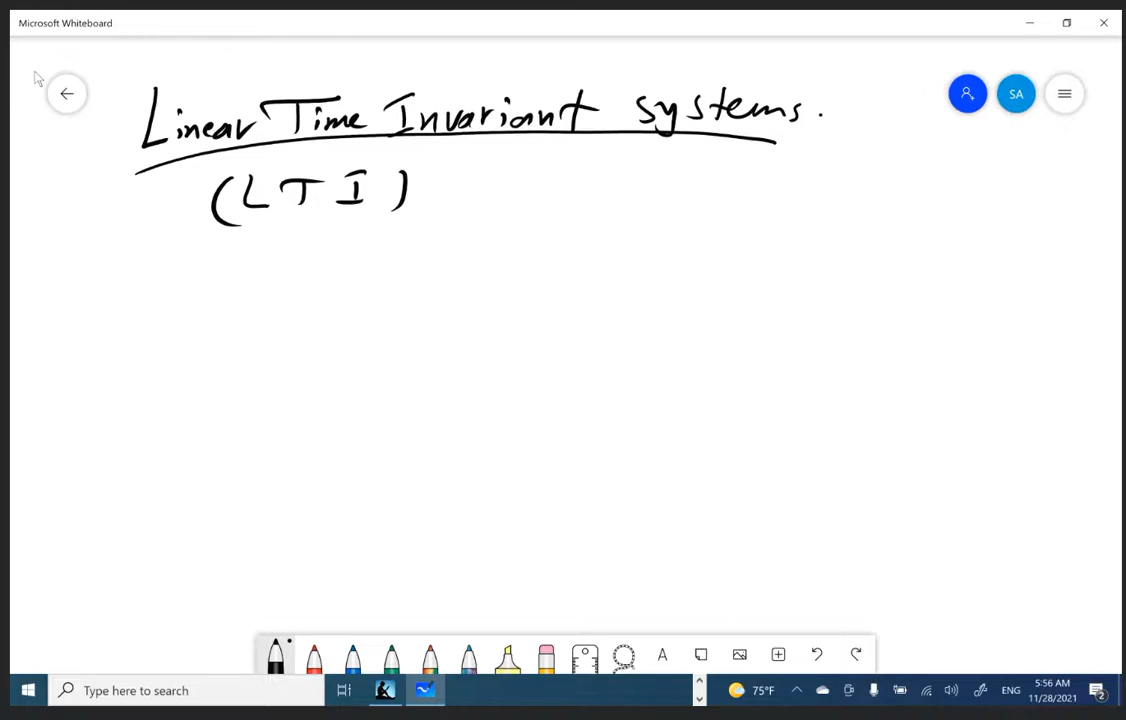 Microsoft Whiteboard
Linear Time Invariant systems.
(LTI)
SA
A
Type here to search
75°F
ENG
5:56 AM
11/28/2021
2